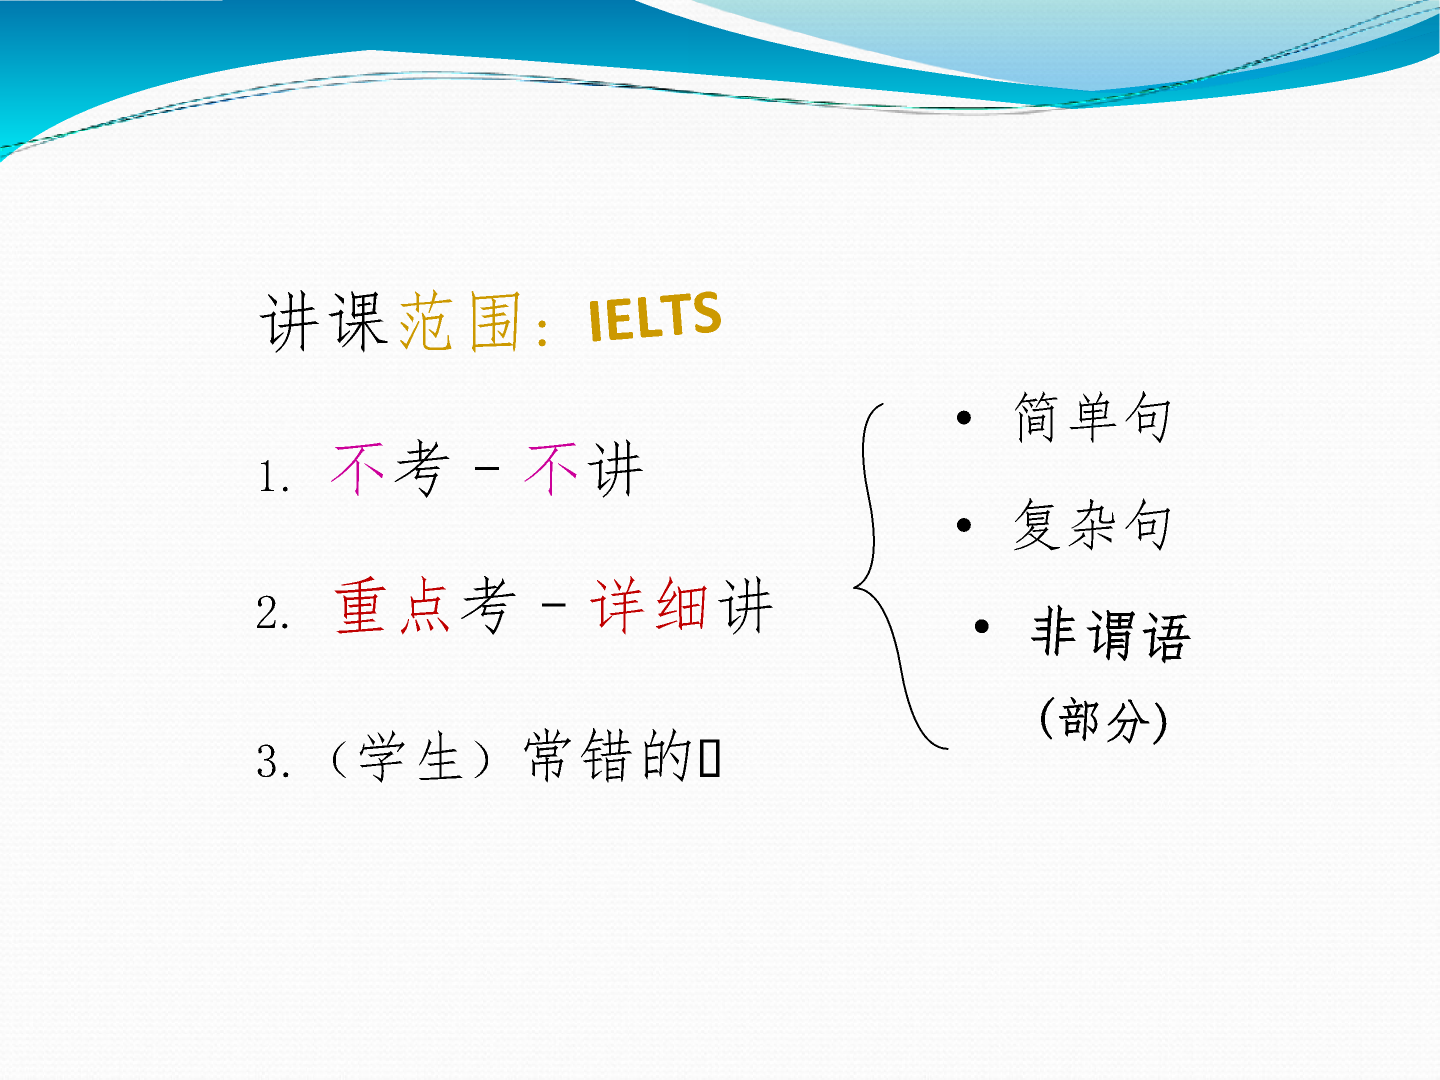 讲课范围：IELTS
1. 不考–不讲
2. 重点考–详细讲
3.（学生）常错的
• 简单句
• 复杂句
• 非谓语
(部分)